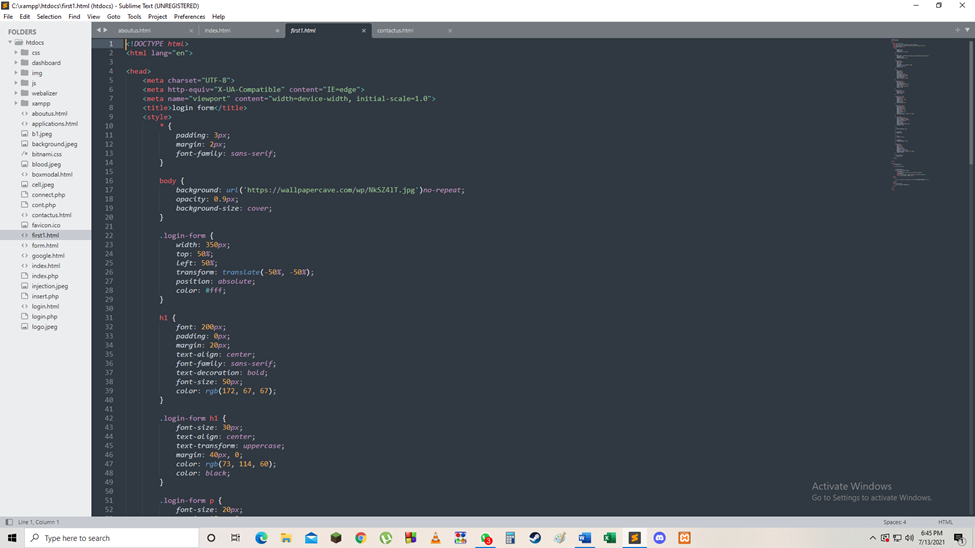 C:\xampp\htdocs\first1.html (UNREGISTERED) - Sublime Text (UNREGISTERED)
File Edit Selection Find View Goto Tools Project Preferences Help
FOLDERS
htdocs
css
dashboard
img
js
webalizer
xampp
aboutus.html
applications.html
b1.jpeg
background.jpeg
bitnami.css
blood.jpeg
boxmodal.html
cell.jpeg
connect.php
cont.php
contactus.html
favicon.ico
first1.html
form.html
google.html
index.html
index.php
injection.jpeg
insert.php
login.html
login.php
logo.jpeg
aboutus.html index.html first1.html contactus.html
1 <!DOCTYPE html>
2 <html lang="en">
3
4 <head>
5 <meta charset="UTF-8">
6 <meta http-equiv="X-UA-Compatible" content="IE=edge">
7 <meta name="viewport" content="width=device-width, initial-scale=1.0">
8 <title>login form</title>
9 <style>
10 * {
11 padding: 3px;
12 margin: 2px;
13 font-family: sans-serif;
14 }
15
16 body {
17 background: url('https://wallpapercave.com/wp/NkSZ4lT.jpg')no-repeat;
18 opacity: 0.9px;
19 background-size: cover;
20 }
21
22 .login-form {
23 width: 350px;
24 top: 50%;
25 left: 50%;
26 transform: translate(-50%, -50%);
27 position: absolute;
28 color: #fff;
29 }
30
31 h1 {
32 font: 200px;
33 padding: 0px;
34 margin: 20px;
35 text-align: center;
36 font-family: sans-serif;
37 text-decoration: bold;
38 font-size: 50px;
39 color: rgb(172, 67, 67);
40 }
41
42 .login-form h1 {
43 font-size: 30px;
44 text-align: center;
45 text-transform: uppercase;
46 margin: 40px, 0;
47 color: rgb(73, 114, 60);
48 color: black;
49 }
50
51 .login-form p {
52 font-size: 20px;
Activate Windows
Go to Settings to activate Windows.
Line 1, Column 1 Spaces: 4 HTML
Type here to search
6:45 PM
7/13/2021